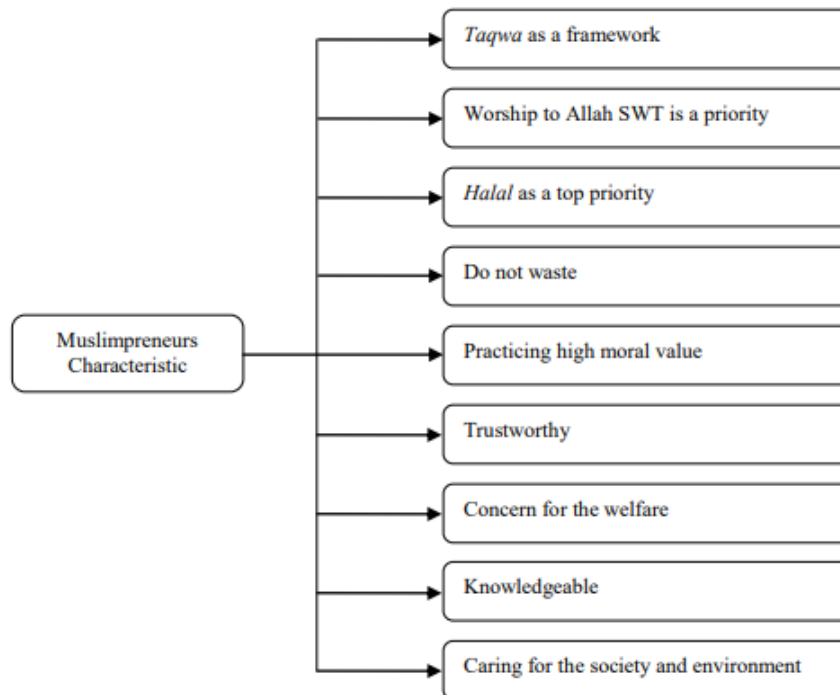 Taqwa as a framework
Worship to Allah SWT is a priority
Halal as a top priority
Do not waste
Muslimpreneurs
Characteristic
Practicing high moral value
Trustworthy
Concern for the welfare
Knowledgeable
Caring for the society and environment